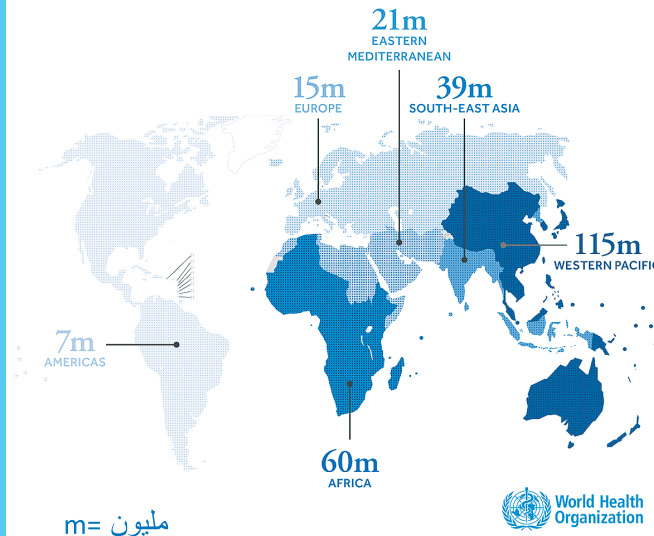 21m
EASTERN
MEDITERRANEAN
15m
EUROPE
39m
SOUTH-EAST ASIA
115m
WESTERN PACIFIC
7m
AMERICAS
60m
AFRICA
World Health
Organization
m= مليون